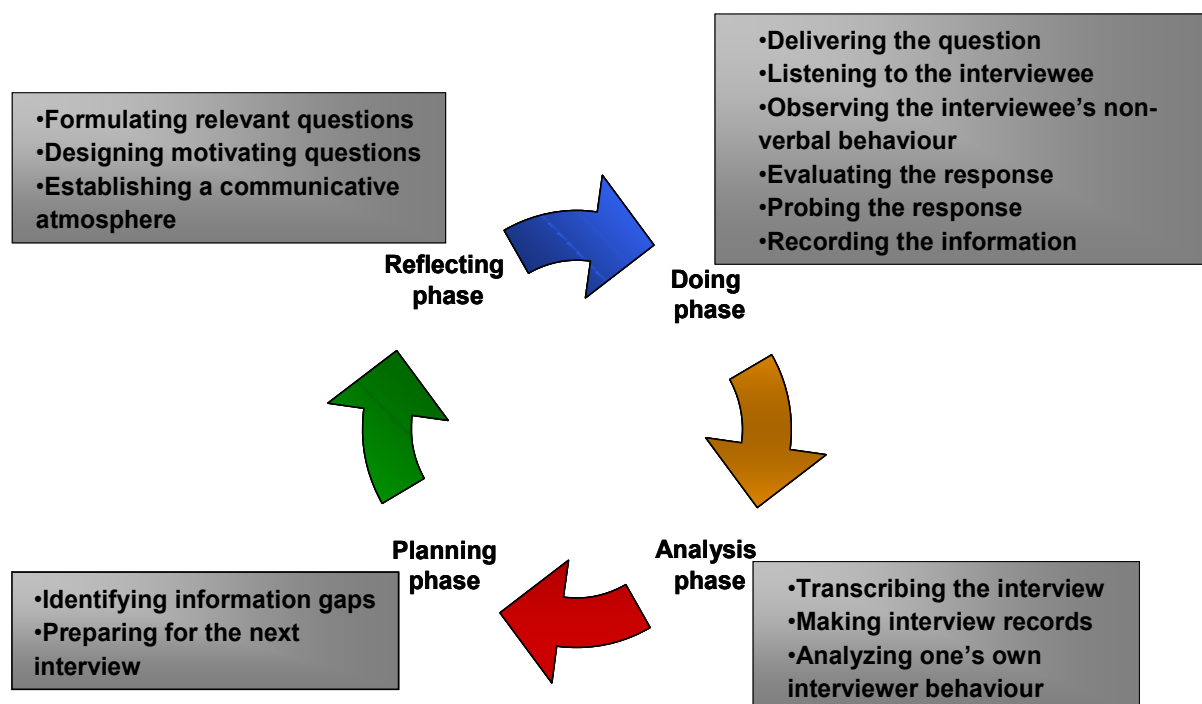 •Formulating relevant questions
•Designing motivating questions
•Establishing a communicative
atmosphere
Reflecting
phase
•Delivering the question
•Listening to the interviewee
•Observing the interviewee’s non-
verbal behaviour
•Evaluating the response
•Probing the response
•Recording the information
Doing
phase
Analysis
phase
•Transcribing the interview
•Making interview records
•Analyzing one’s own
interviewer behaviour
Planning
phase
•Identifying information gaps
•Preparing for the next
interview